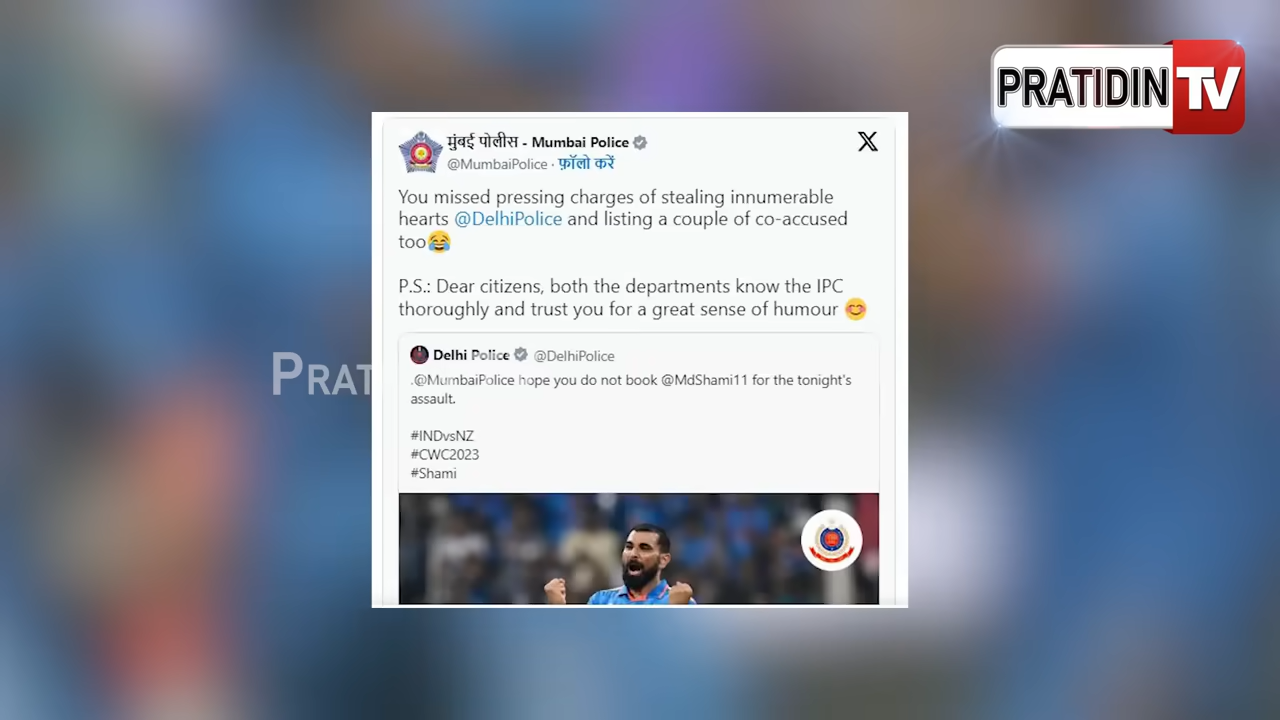 PRATIDIN TV
मुंबई पोलीस - Mumbai Police
@MumbaiPolice · फ़ॉलो करें
You missed pressing charges of stealing innumerable
hearts @DelhiPolice and listing a couple of co-accused
too😂
P.S.: Dear citizens, both the departments know the IPC
thoroughly and trust you for a great sense of humour 😊
PRAT
Delhi Police @DelhiPolice
.@MumbaiPolice hope you do not book @MdShami11 for the tonight's
assault.
#INDvsNZ
#CWC2023
#Shami